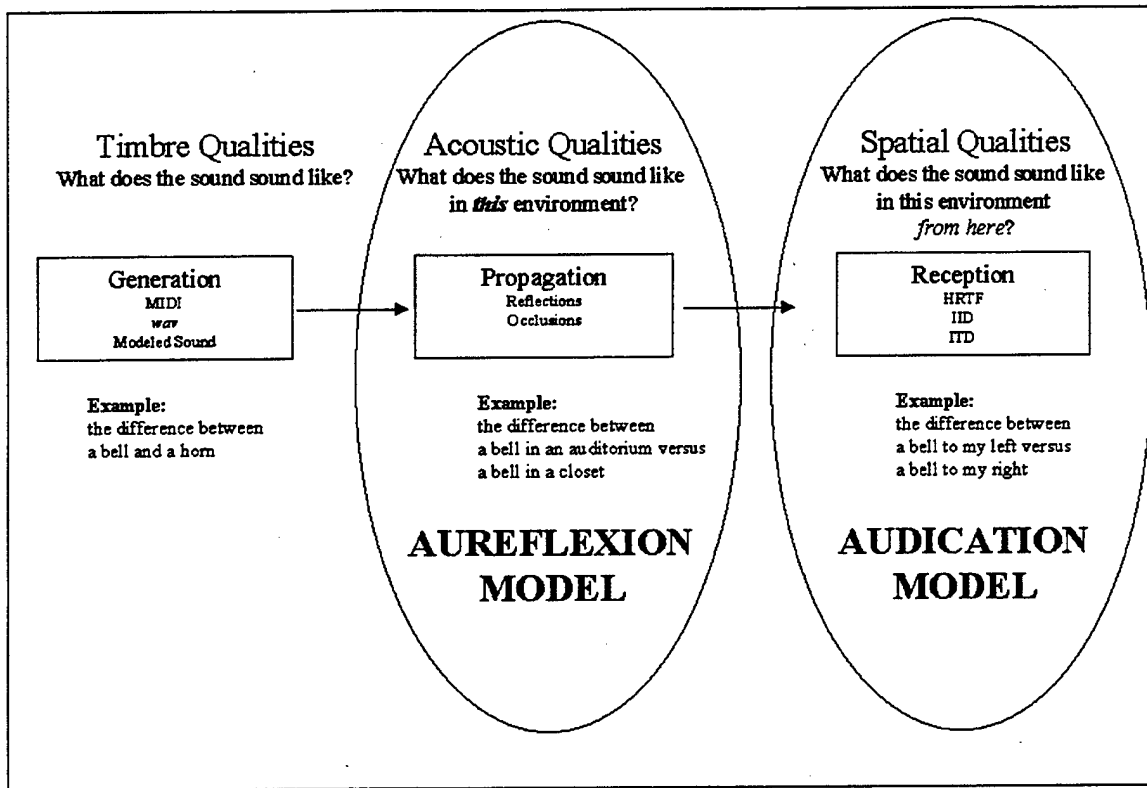 Timbre Qualities
What does the sound sound like?
Generation
MIDI
wav
Modeled Sound
Example:
the difference between
a bell and a horn
Acoustic Qualities
What does the sound sound like
in this environment?
Propagation
Reflections
Occlusions
Example:
the difference between
a bell in an auditorium versus
a bell in a closet
AUREFLEXION
MODEL
Spatial Qualities
What does the sound sound like
in this environment
from here?
Reception
HRTF
IID
ITD
Example:
the difference between
a bell to my left versus
a bell to my right
AUDICATION
MODEL